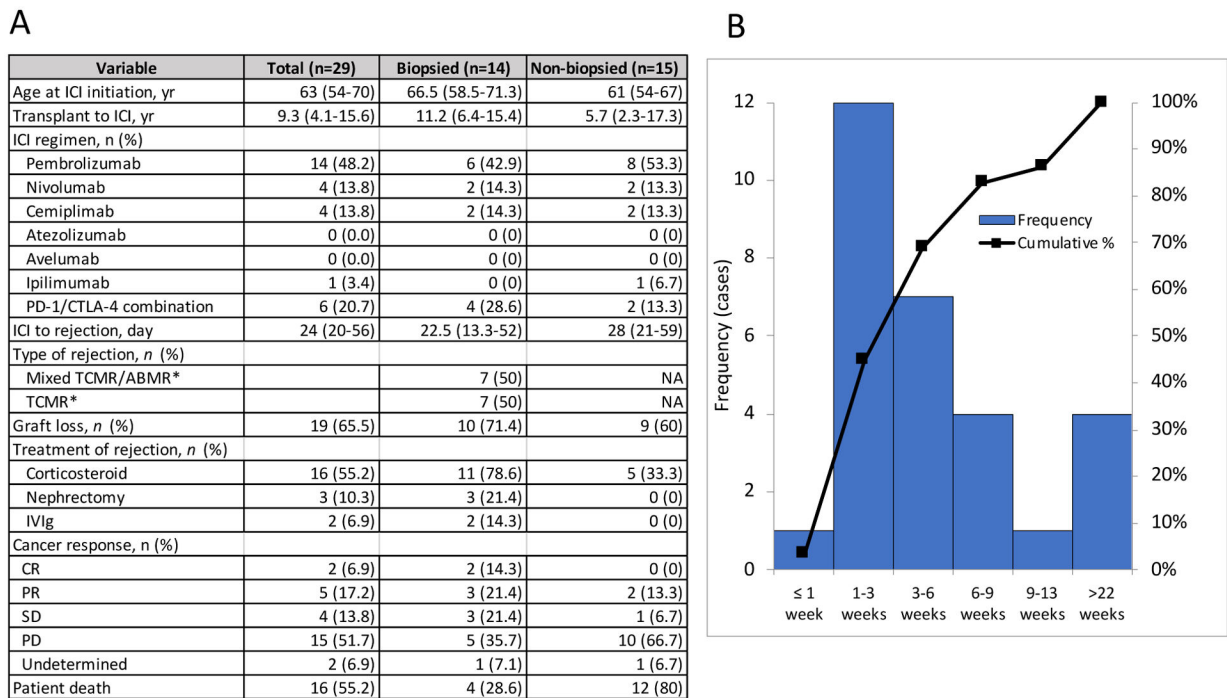 A
Variable Total (n=29) Biopsied (n=14) Non-biopsied (n=15)
Age at ICI initiation, yr 63 (54-70) 66.5 (58.5-71.3) 61 (54-67)
Transplant to ICI, yr 9.3 (4.1-15.6) 11.2 (6.4-15.4) 5.7 (2.3-17.3)
ICI regimen, n (%)
Pembrolizumab 14 (48.2) 6 (42.9) 8 (53.3)
Nivolumab 4 (13.8) 2 (14.3) 2 (13.3)
Cemiplimab 4 (13.8) 2 (14.3) 2 (13.3)
Atezolizumab 0 (0.0) 0 (0) 0 (0)
Avelumab 0 (0.0) 0 (0) 0 (0)
Ipilimumab 1 (3.4) 0 (0) 1 (6.7)
PD-1/CTLA-4 combination 6 (20.7) 4 (28.6) 2 (13.3)
ICI to rejection, day 24 (20-56) 22.5 (13.3-52) 28 (21-59)
Type of rejection, n (%)
Mixed TCMR/ABMR* 7 (50) NA
TCMR* 7 (50) NA
Graft loss, n (%) 19 (65.5) 10 (71.4) 9 (60)
Treatment of rejection, n (%)
Corticosteroid 16 (55.2) 11 (78.6) 5 (33.3)
Nephrectomy 3 (10.3) 3 (21.4) 0 (0)
IVIg 2 (6.9) 2 (14.3) 0 (0)
Cancer response, n (%)
CR 2 (6.9) 2 (14.3) 0 (0)
PR 5 (17.2) 3 (21.4) 2 (13.3)
SD 4 (13.8) 3 (21.4) 1 (6.7)
PD 15 (51.7) 5 (35.7) 10 (66.7)
Undetermined 2 (6.9) 1 (7.1) 1 (6.7)
Patient death 16 (55.2) 4 (28.6) 12 (80)
B
Frequency (cases)
12
10
8
6
4
2
0
Frequency
Cumulative %
100%
90%
80%
70%
60%
50%
40%
30%
20%
10%
0%
≤ 1 week
1-3 weeks
3-6 weeks
6-9 weeks
9-13 weeks
>22 weeks